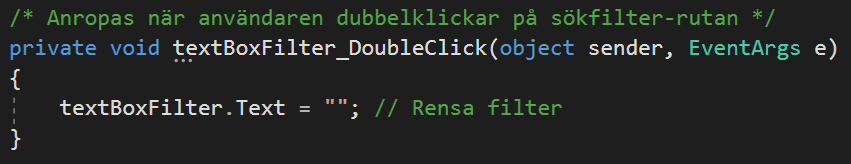 /* Anropas när användaren dubbelklickar på sökfilter-rutan */
private void textBoxFilter_DoubleClick(object sender, EventArgs e)
{
    textBoxFilter.Text = ""; // Rensa filter
}